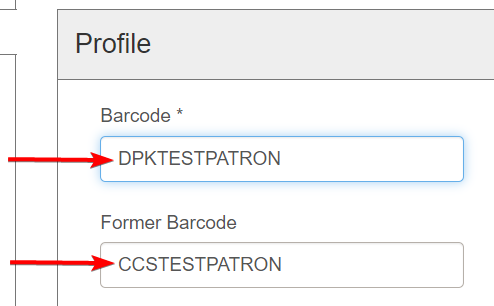 Profile
Barcode *
DPKTESTPATRON
Former Barcode
CCSTESTPATRON